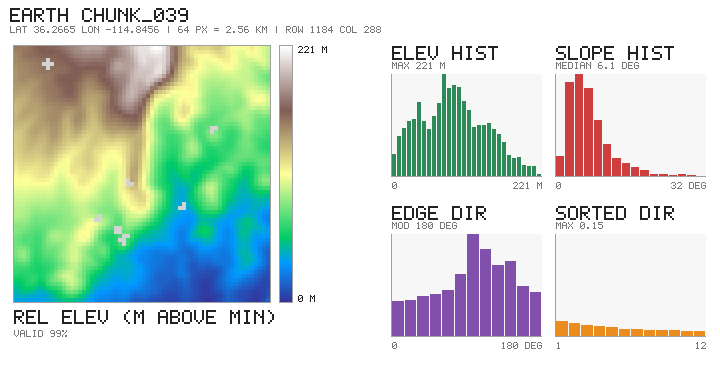 EARTH CHUNK_039
LAT 36.2665 LON -114.8456 | 64 PX = 2.56 KM | ROW 1184 COL 288
221 M
0 M
REL ELEV (M ABOVE MIN)
VALID 99%
ELEV HIST
MAX 221 M
0 221 M
SLOPE HIST
MEDIAN 6.1 DEG
0 32 DEG
EDGE DIR
MOD 180 DEG
0 180 DEG
SORTED DIR
MAX 0.15
1 12